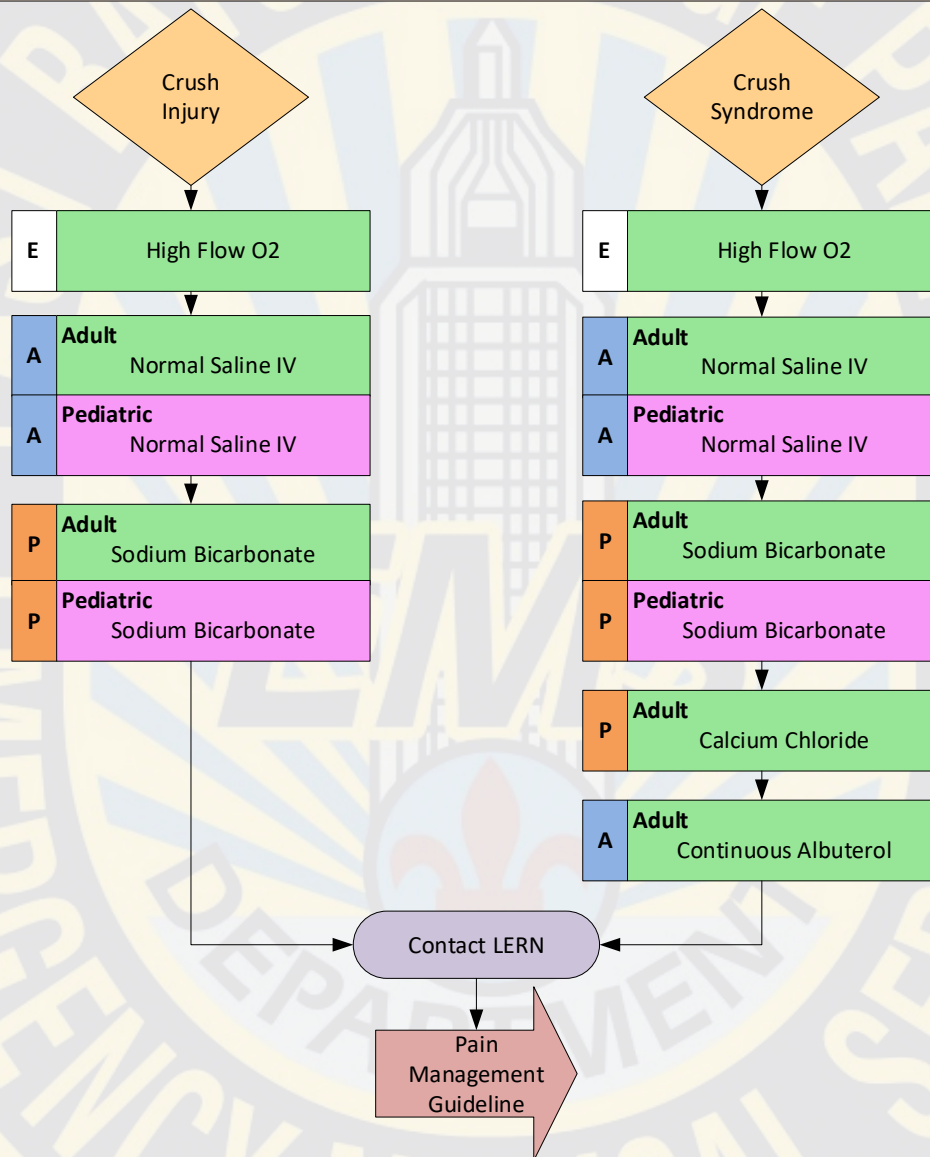 Crush
Injury
E
High Flow O2
A
Adult
Normal Saline IV
A
Pediatric
Normal Saline IV
P
Adult
Sodium Bicarbonate
P
Pediatric
Sodium Bicarbonate
Crush
Syndrome
E
High Flow O2
A
Adult
Normal Saline IV
A
Pediatric
Normal Saline IV
P
Adult
Sodium Bicarbonate
P
Pediatric
Sodium Bicarbonate
P
Adult
Calcium Chloride
A
Adult
Continuous Albuterol
Contact LERN
Pain
Management
Guideline
EMS
DEPARTMENT